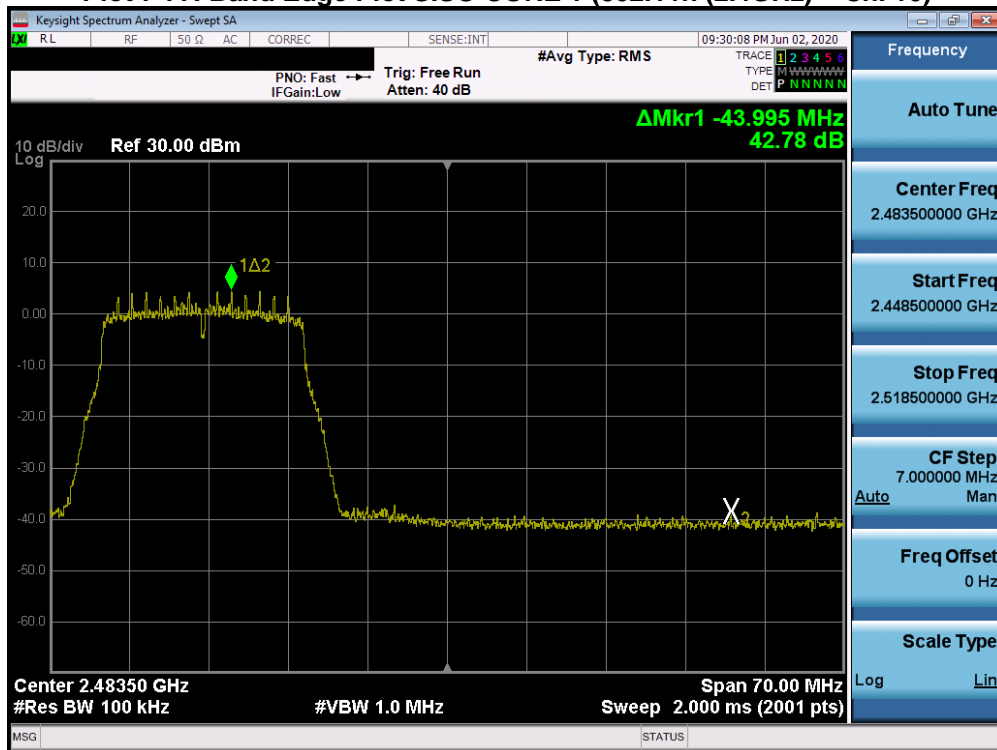 Keysight Spectrum Analyzer - Swept SA
LXI RL RF 50 Ω AC CORREC SENSE:INT 09:30:08 PM Jun 02, 2020
#Avg Type: RMS
TRACE 1 2 3 4 5 6
PNO: Fast Trig: Free Run
TYPE M W W W W W
IFGain:Low Atten: 40 dB
DET P N N N N N
ΔMkr1 -43.995 MHz
42.78 dB
10 dB/div Ref 30.00 dBm
Log
20.0
10.0
1Δ2
0.00
-10.0
-20.0
-30.0
-40.0
X2
-50.0
-60.0
Center 2.48350 GHz Span 70.00 MHz
#Res BW 100 kHz #VBW 1.0 MHz Sweep 2.000 ms (2001 pts)
MSG STATUS
Frequency
Auto Tune
Center Freq
2.483500000 GHz
Start Freq
2.448500000 GHz
Stop Freq
2.518500000 GHz
CF Step
7.000000 MHz
Auto Man
Freq Offset
0 Hz
Scale Type
Log Lin